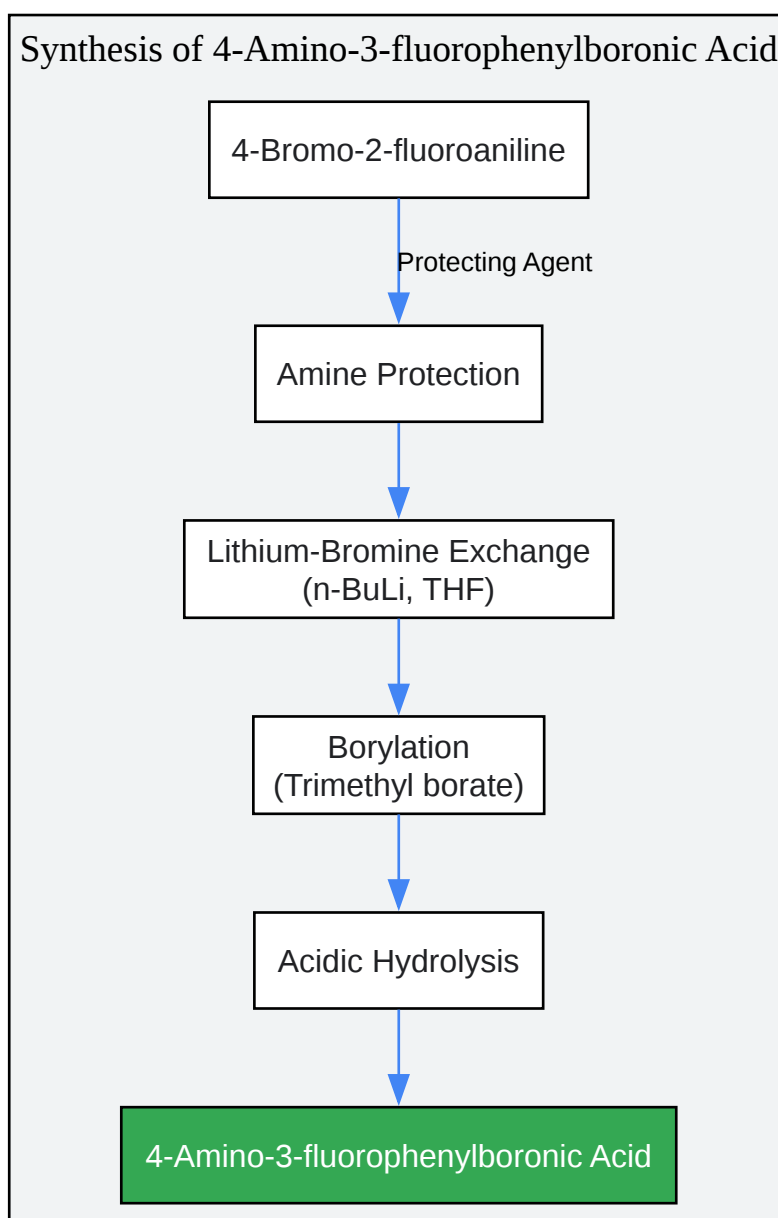 Synthesis of 4-Amino-3-fluorophenylboronic Acid
4-Bromo-2-fluoroaniline
Protecting Agent
Amine Protection
Lithium-Bromine Exchange
(n-BuLi, THF)
Borylation
(Trimethyl borate)
Acidic Hydrolysis
4-Amino-3-fluorophenylboronic Acid